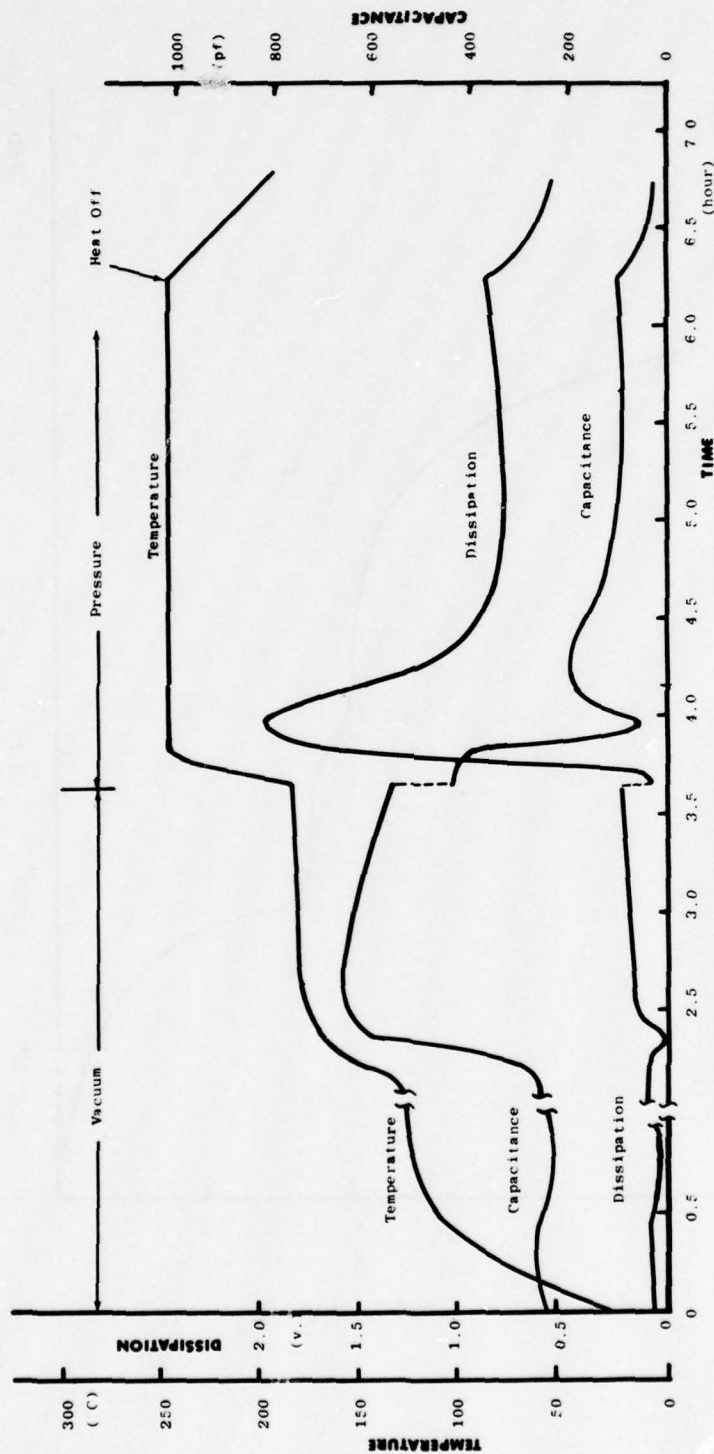 300
( C)
250
200
150
100
50
0
TEMPERATURE
DISSIPATION
2.0
(v.
1.5
1.0
0.5
0
Vacuum
Pressure
Heat Off
Temperature
Capacitance
Dissipation
Temperature
Dissipation
Capacitance
CAPACITANCE
1000
(pf)
800
600
400
200
0
0
0.5
2.5
3.0
3.5
4.0
4.5
5.0
5.5
6.0
6.5
7 0
TIME
(hour)